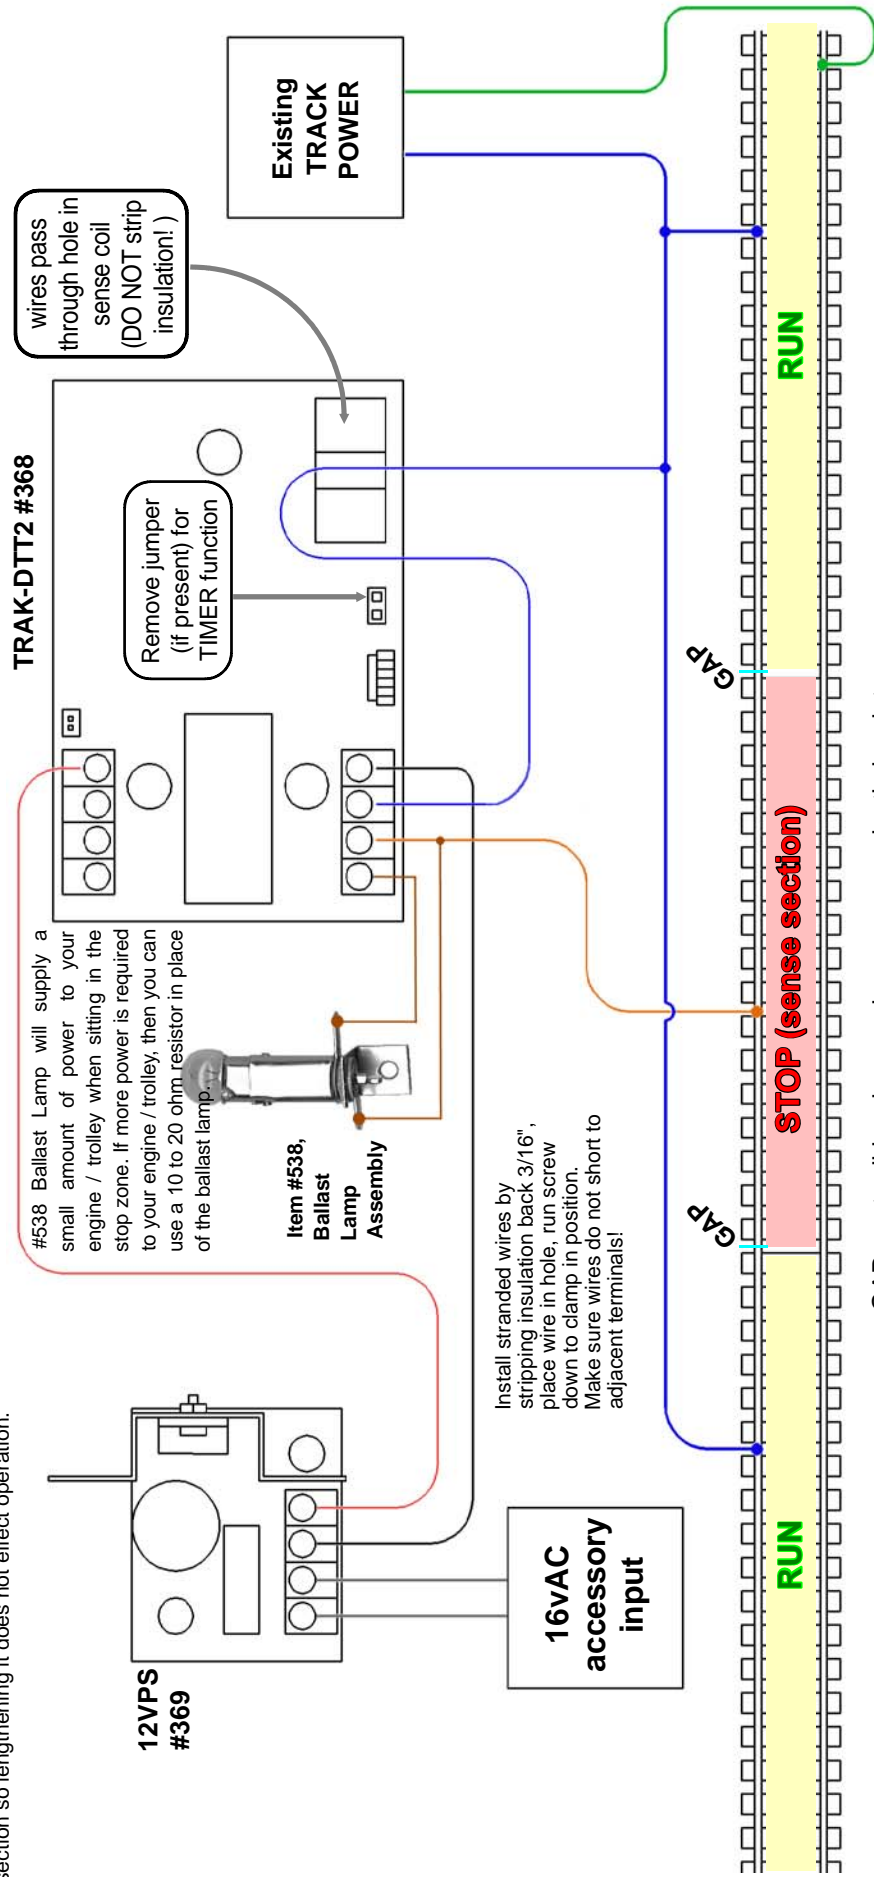 section so lengthening it does not effect operation.
TRAK-DTT2 #368
wires pass
through hole in
sense coil
(DO NOT strip
insulation! )
Remove jumper
(if present) for
TIMER function
Existing
TRACK
POWER
#538 Ballast Lamp will supply a
small amount of power to your
engine / trolley when sitting in the
stop zone. If more power is required
to your engine / trolley, then you can
use a 10 to 20 ohm resistor in place
of the ballast lamp.
Item #538,
Ballast
Lamp
Assembly
12VPS
#369
Install stranded wires by
stripping insulation back 3/16",
place wire in hole, run screw
down to clamp in position.
Make sure wires do not short to
adjacent terminals!
16vAC
accessory
input
GAP
GAP
RUN
STOP (sense section)
RUN